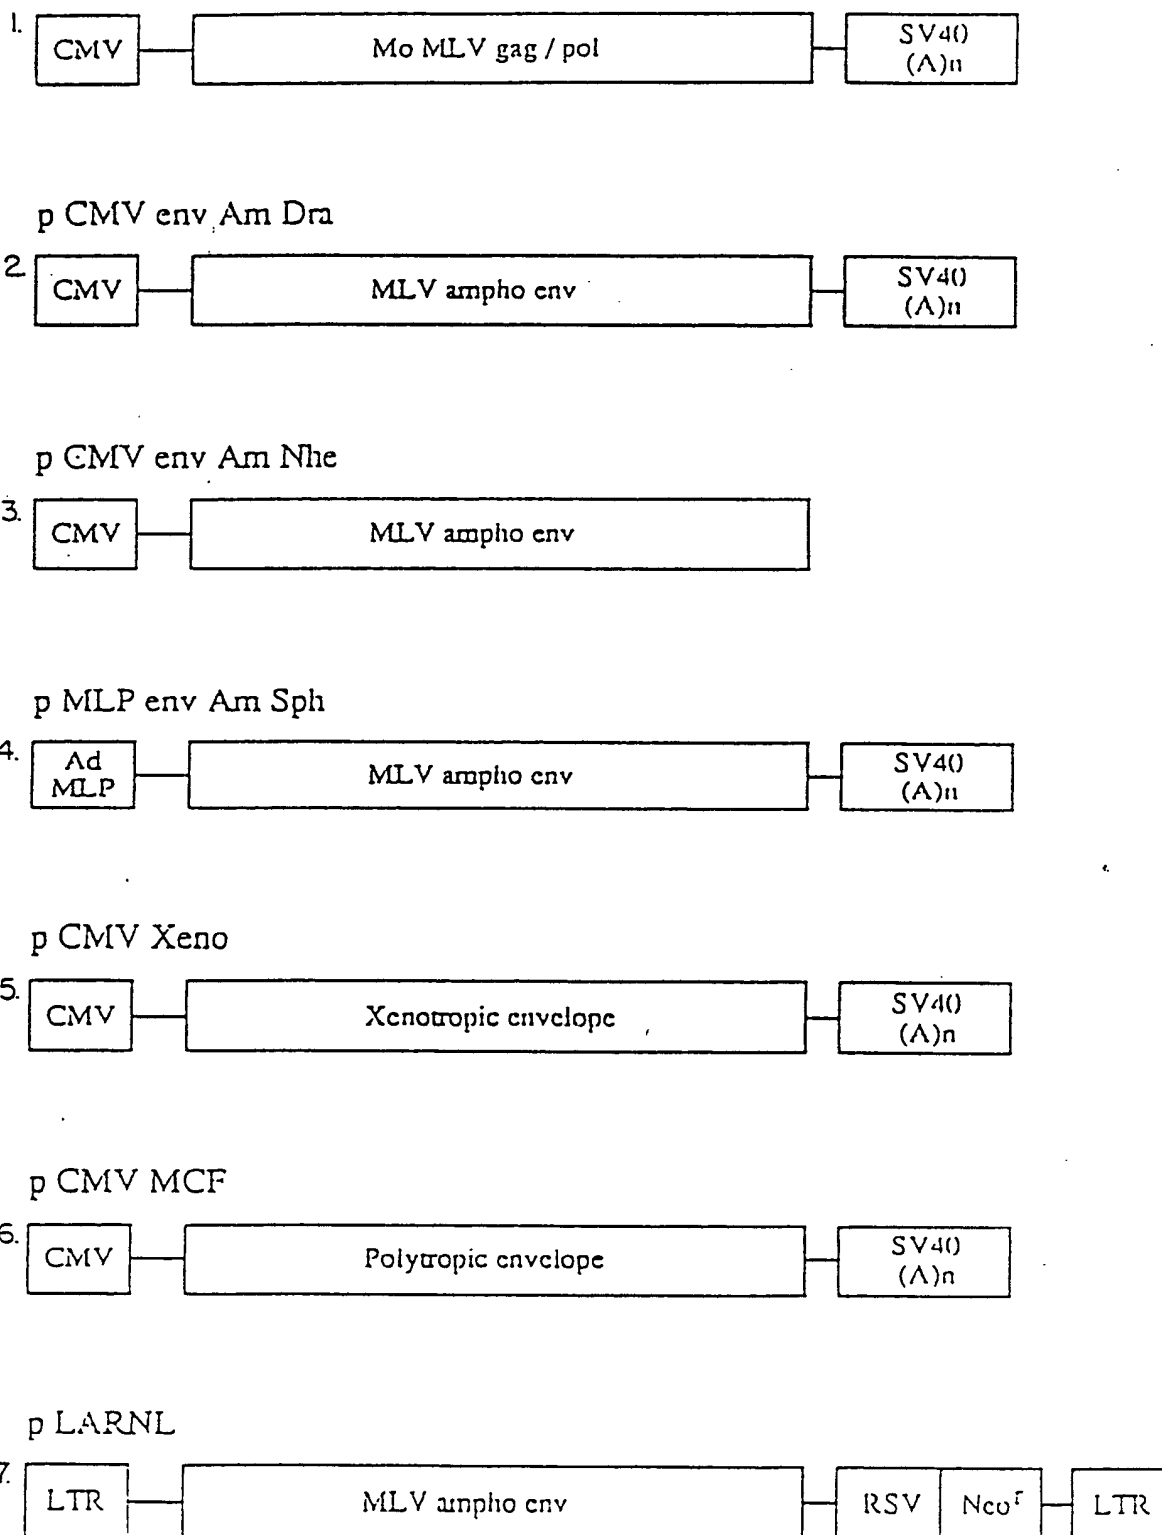 1. CMV Mo MLV gag / pol SV40
(A)n
p CMV env Am Dra
2 CMV MLV ampho env SV40
(A)n
p CMV env Am Nhe
3. CMV MLV ampho env
p MLP env Am Sph
4. Ad
MLP MLV ampho env SV40
(A)n
p CMV Xeno
5. CMV Xenotropic envelope SV40
(A)n
p CMV MCF
6. CMV Polytropic envelope SV40
(A)n
p LARNL
7. LTR MLV ampho env RSV Neoʳ LTR